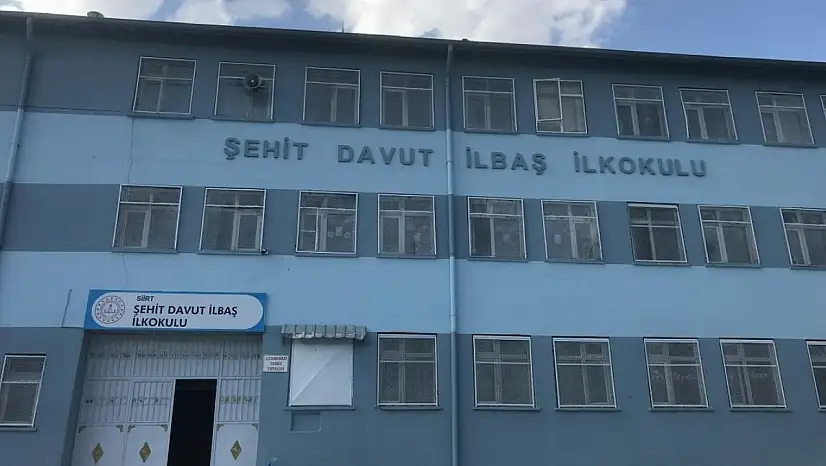 ŞEHİT DAVUT İLBAŞ İLKOKULU
SİİRT
ŞEHİT DAVUT İLBAŞ
İLKOKULU